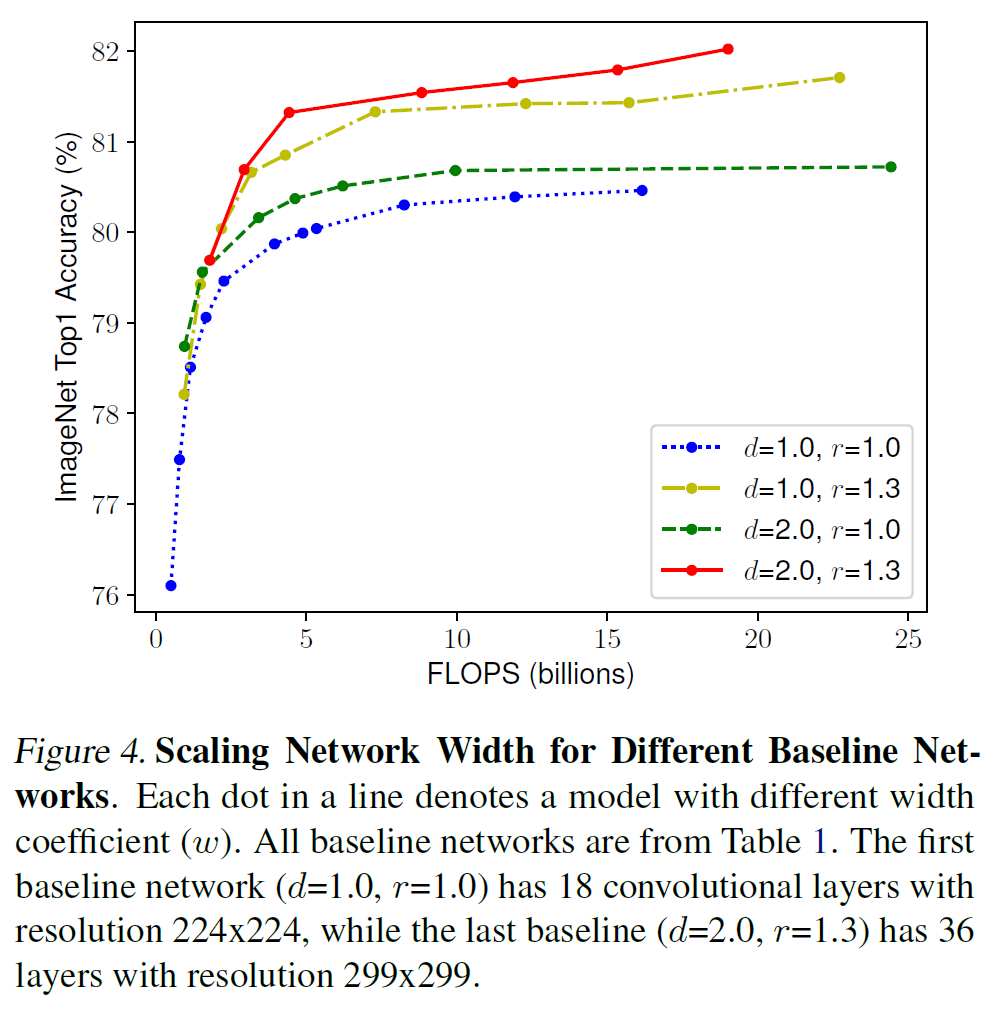 82
81
80
79
78
77
76
ImageNet Top1 Accuracy (%)
0 5 10 15 20 25
FLOPS (billions)
d=1.0, r=1.0
d=1.0, r=1.3
d=2.0, r=1.0
d=2.0, r=1.3
Figure 4. Scaling Network Width for Different Baseline Net-
works. Each dot in a line denotes a model with different width
coefficient (w). All baseline networks are from Table 1. The first
baseline network (d=1.0, r=1.0) has 18 convolutional layers with
resolution 224x224, while the last baseline (d=2.0, r=1.3) has 36
layers with resolution 299x299.